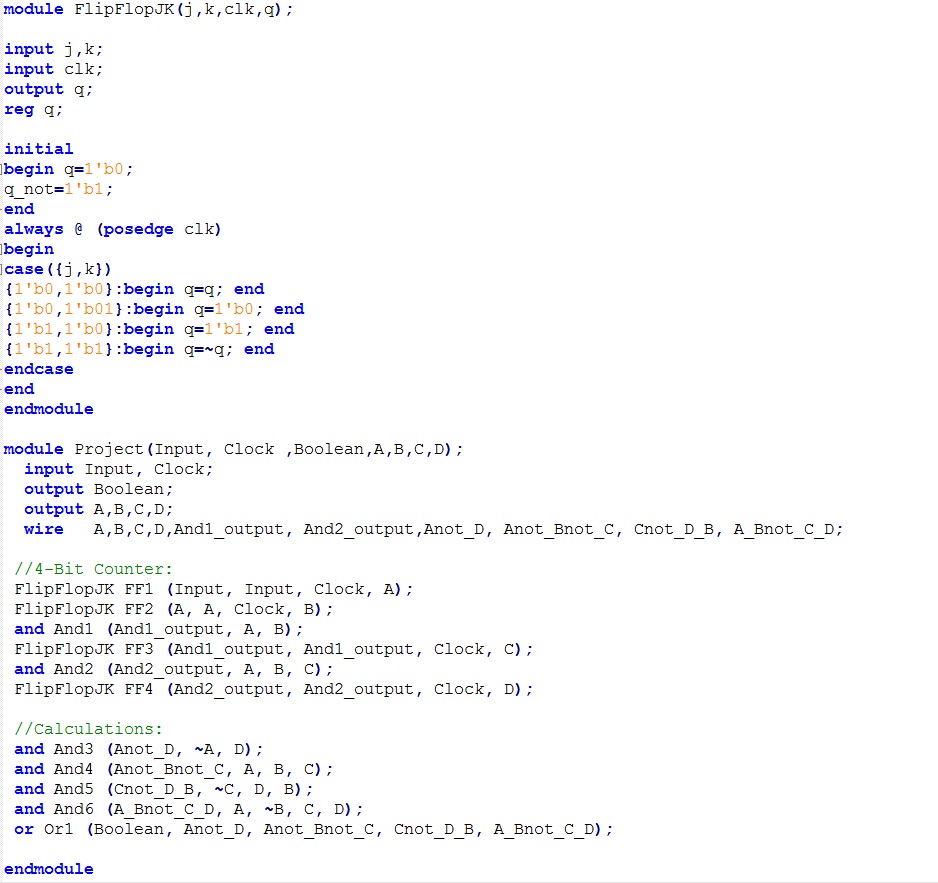 module FlipFlopJK(j,k,clk,q);
input j,k;
input clk;
output q;
reg q;
initial
begin q=1'b0;
q_not=1'b1;
end
always @ (posedge clk)
begin
case({j,k})
{1'b0,1'b0}:begin q=q; end
{1'b0,1'b01}:begin q=1'b0; end
{1'b1,1'b0}:begin q=1'b1; end
{1'b1,1'b1}:begin q=~q; end
endcase
end
endmodule
module Project(Input, Clock ,Boolean,A,B,C,D);
input Input, Clock;
output Boolean;
output A,B,C,D;
wire   A,B,C,D,And1_output, And2_output,Anot_D, Anot_Bnot_C, Cnot_D_B, A_Bnot_C_D;
//4-Bit Counter:
FlipFlopJK FF1 (Input, Input, Clock, A);
FlipFlopJK FF2 (A, A, Clock, B);
and And1 (And1_output, A, B);
FlipFlopJK FF3 (And1_output, And1_output, Clock, C);
and And2 (And2_output, A, B, C);
FlipFlopJK FF4 (And2_output, And2_output, Clock, D);
//Calculations:
and And3 (Anot_D, ~A, D);
and And4 (Anot_Bnot_C, A, B, C);
and And5 (Cnot_D_B, ~C, D, B);
and And6 (A_Bnot_C_D, A, ~B, C, D);
or Or1 (Boolean, Anot_D, Anot_Bnot_C, Cnot_D_B, A_Bnot_C_D);
endmodule